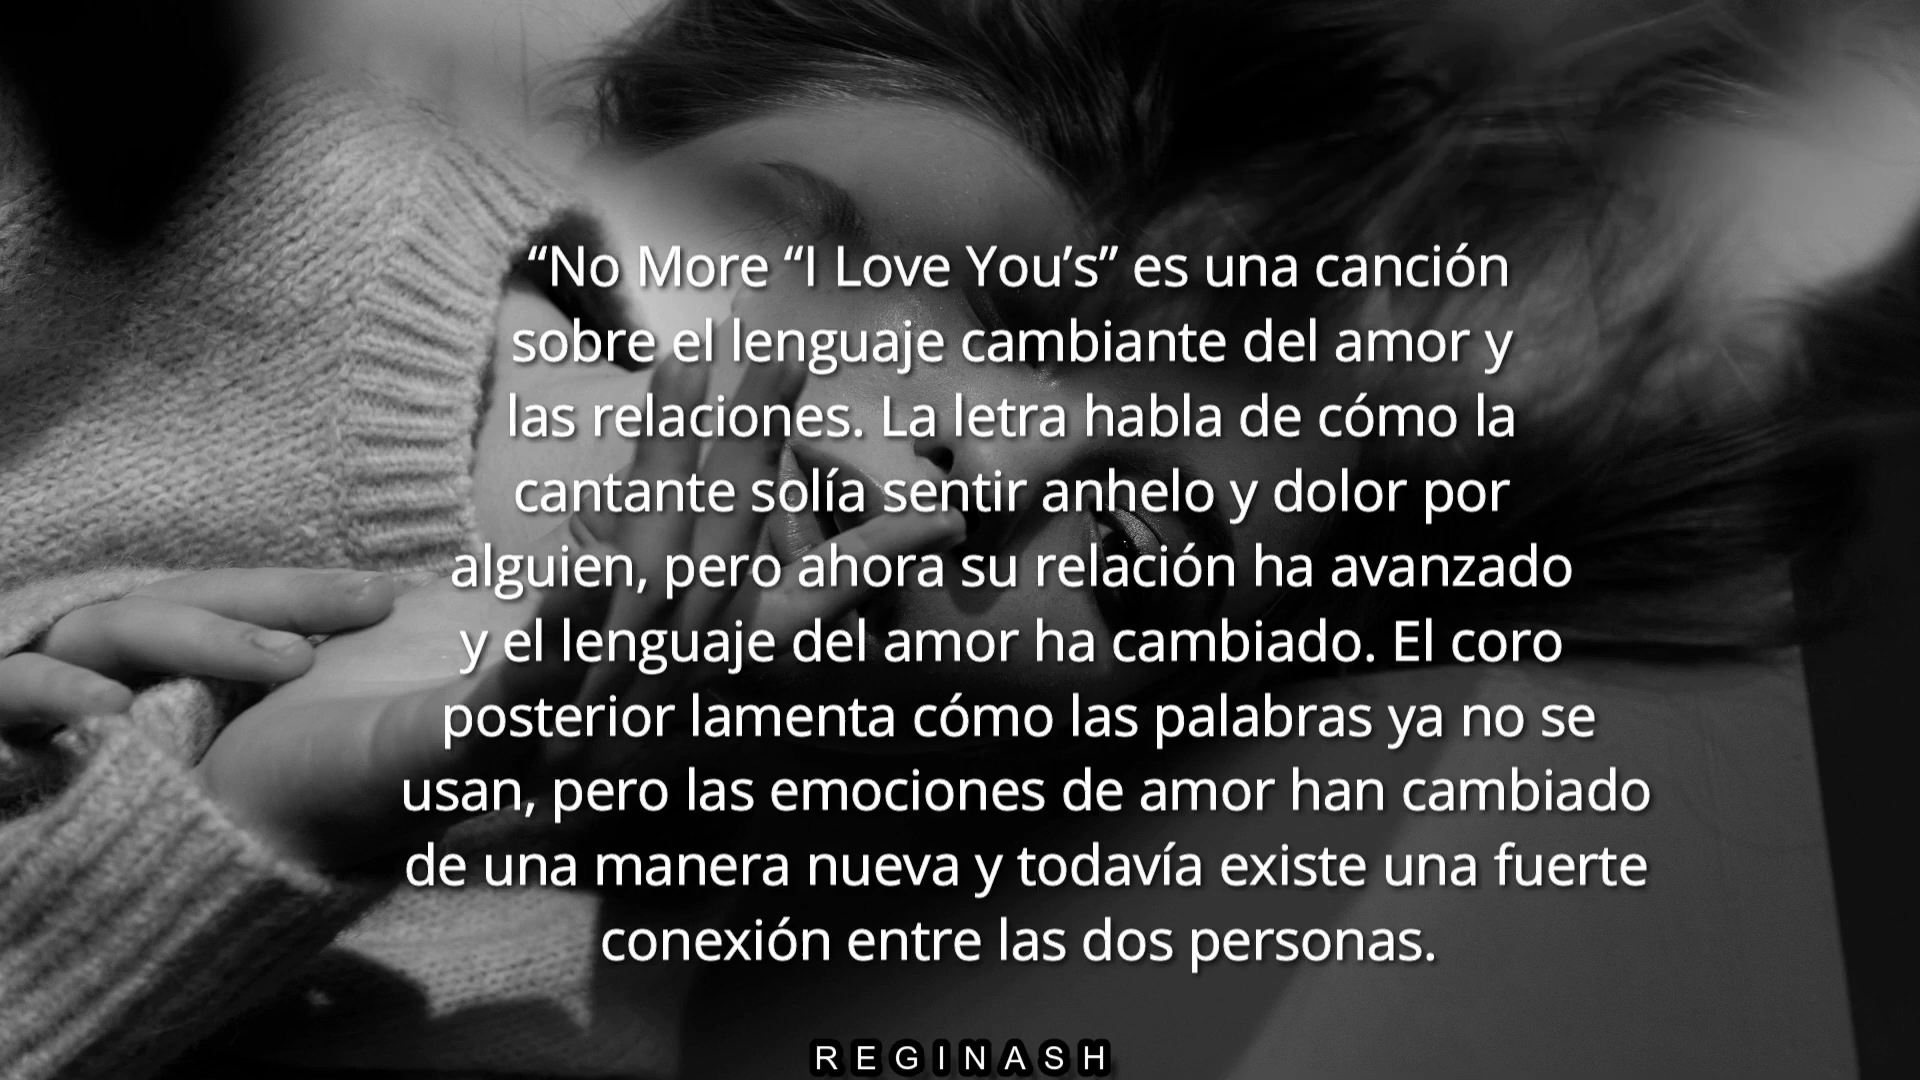 “No More “I Love You’s” es una canción
sobre el lenguaje cambiante del amor y
las relaciones. La letra habla de cómo la
cantante solía sentir anhelo y dolor por
alguien, pero ahora su relación ha avanzado
y el lenguaje del amor ha cambiado. El coro
posterior lamenta cómo las palabras ya no se
usan, pero las emociones de amor han cambiado
de una manera nueva y todavía existe una fuerte
conexión entre las dos personas.
REGINASH